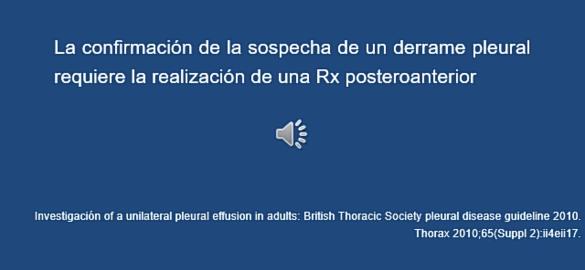 La confirmación de la sospecha de un derrame pleural
requiere la realización de una Rx posteroanterior
Investigación of a unilateral pleural effusion in adults: British Thoracic Society pleural disease guideline 2010.
Thorax 2010;65(Suppl 2):ii4eii17.